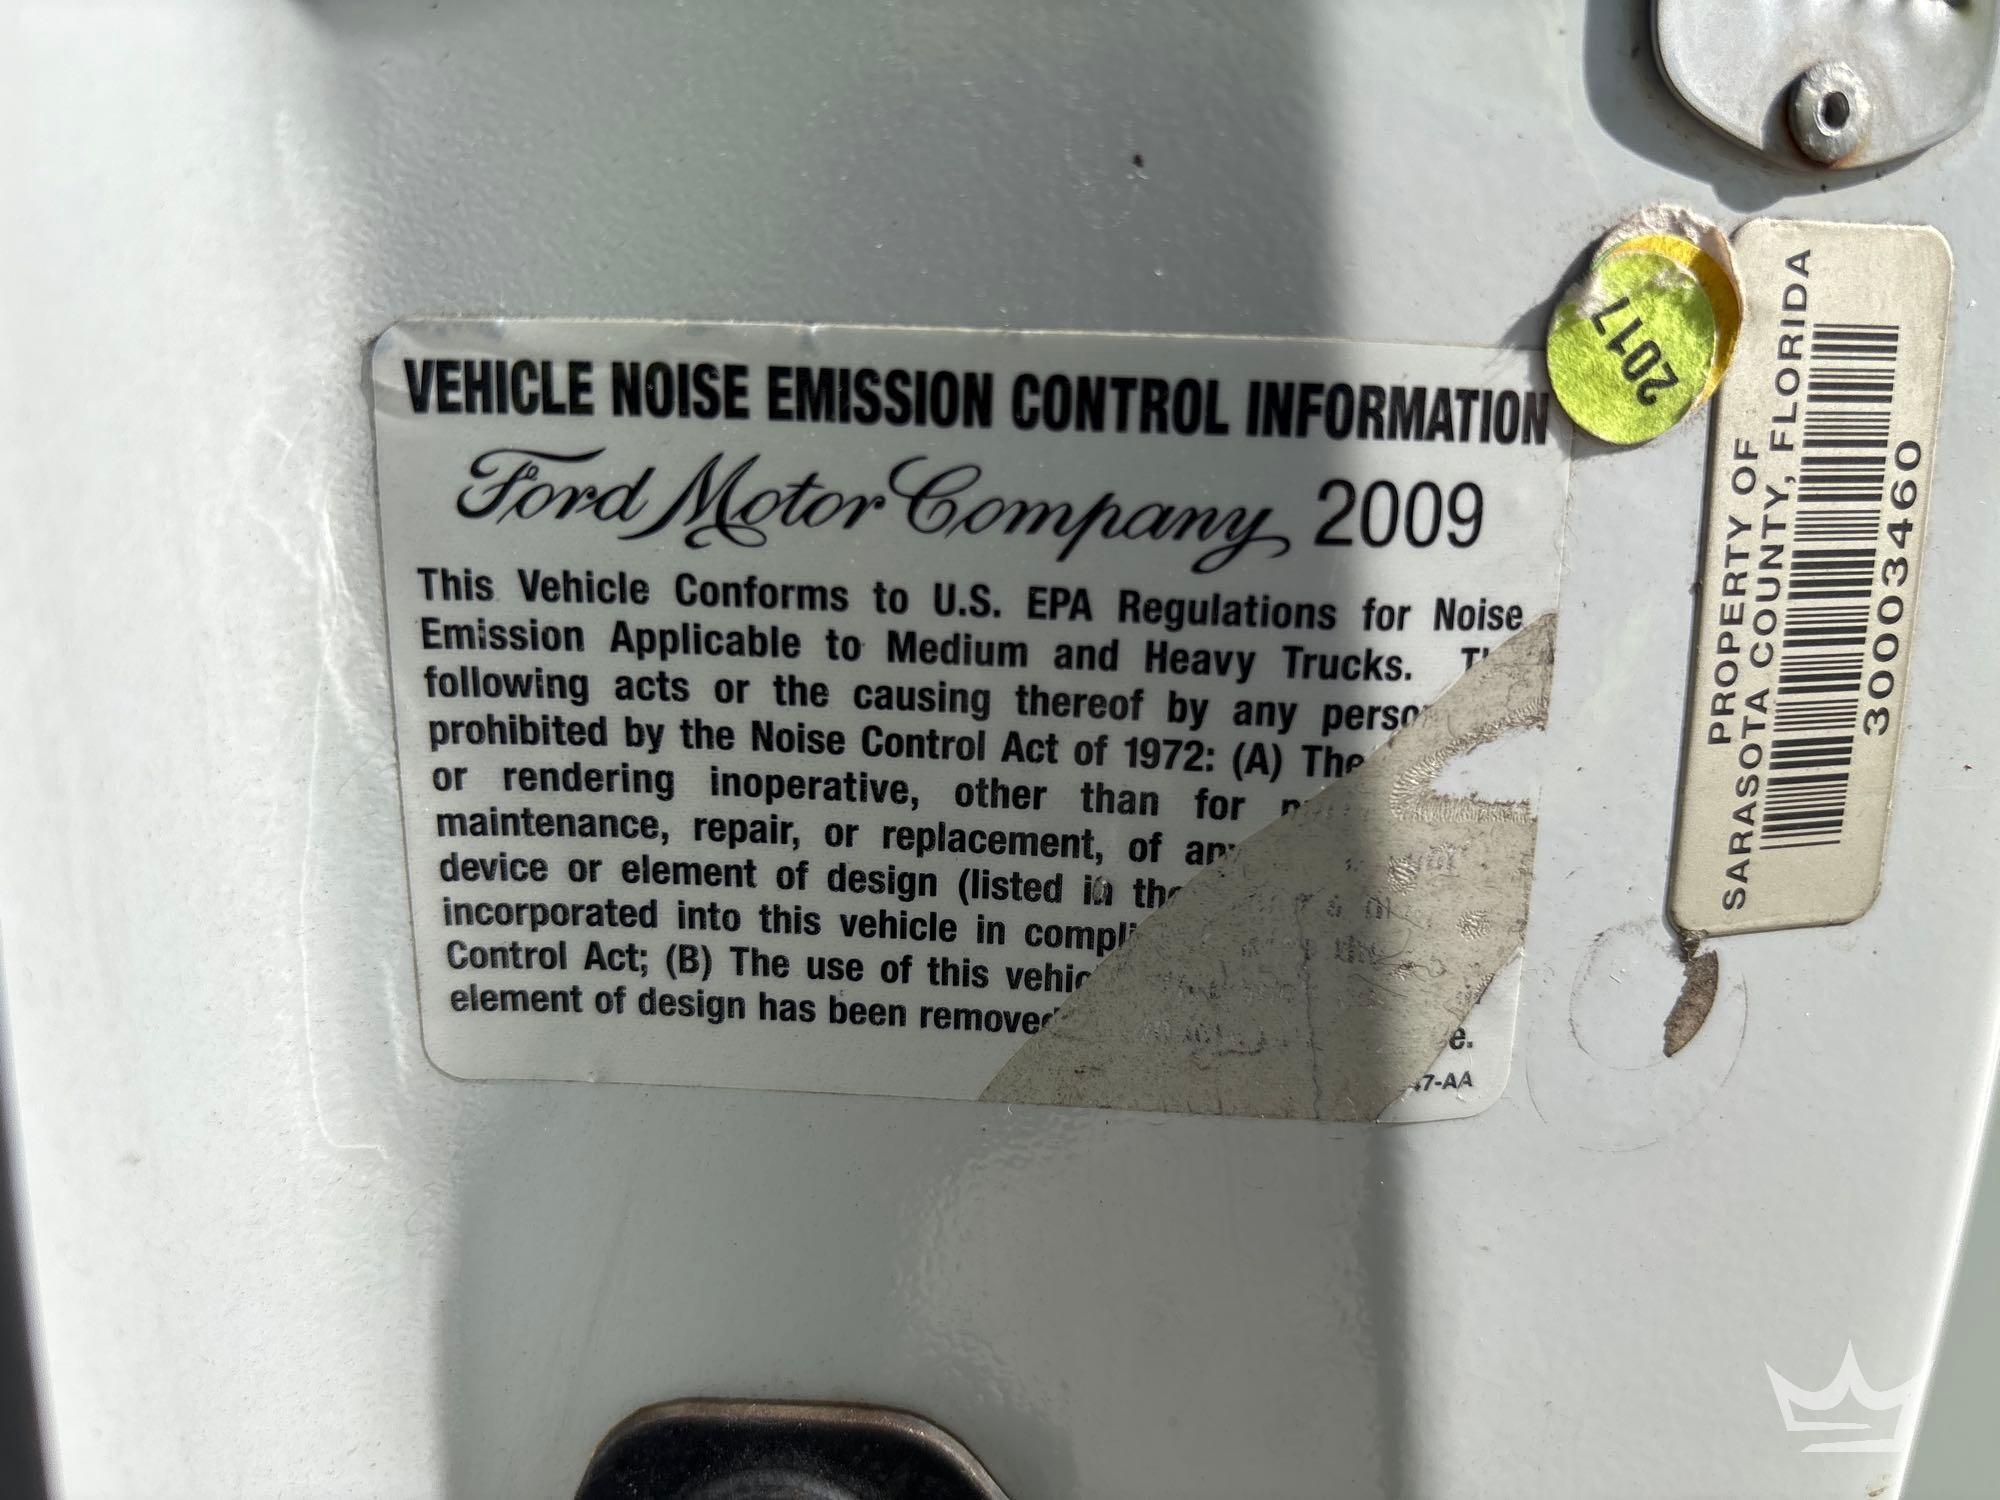 VEHICLE NOISE EMISSION CONTROL INFORMATION
Ford Motor Company 2009
This Vehicle Conforms to U.S. EPA Regulations for Noise
Emission Applicable to Medium and Heavy Trucks.
following acts or the causing thereof by any
prohibited by the Noise Control Act of 1972: (A) The
or rendering inoperative, other than for
maintenance, repair, or replacement, of
device or element of design (listed in the
incorporated into this vehicle in
Control Act; (B) The use of this
element of design has been removed
47-AA
2017
PROPERTY OF
SARASOTA COUNTY, FLORIDA
30003460